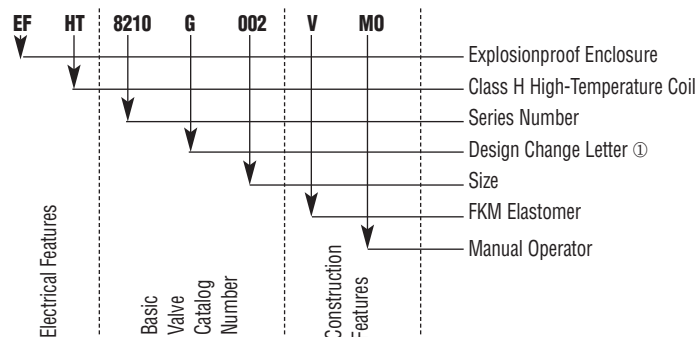 EF HT 8210 G 002 V MO
Explosionproof Enclosure
Class H High-Temperature Coil
Series Number
Design Change Letter ①
Size
FKM Elastomer
Manual Operator
Electrical Features
Basic
Valve
Catalog
Number
Construction
Features